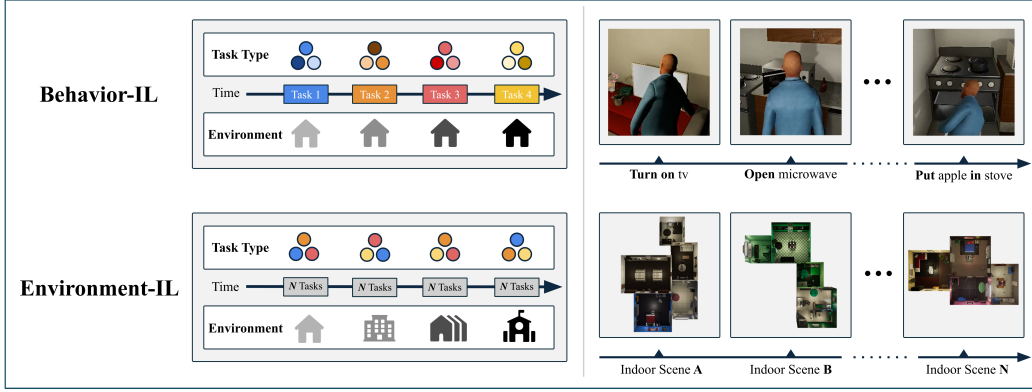 Behavior-IL
Task Type
Time
Task 1
Task 2
Task 3
Task 4
Environment
Turn on tv
Open microwave
Put apple in stove
Environment-IL
Task Type
Time
N Tasks
N Tasks
N Tasks
N Tasks
Environment
Indoor Scene A
Indoor Scene B
Indoor Scene N